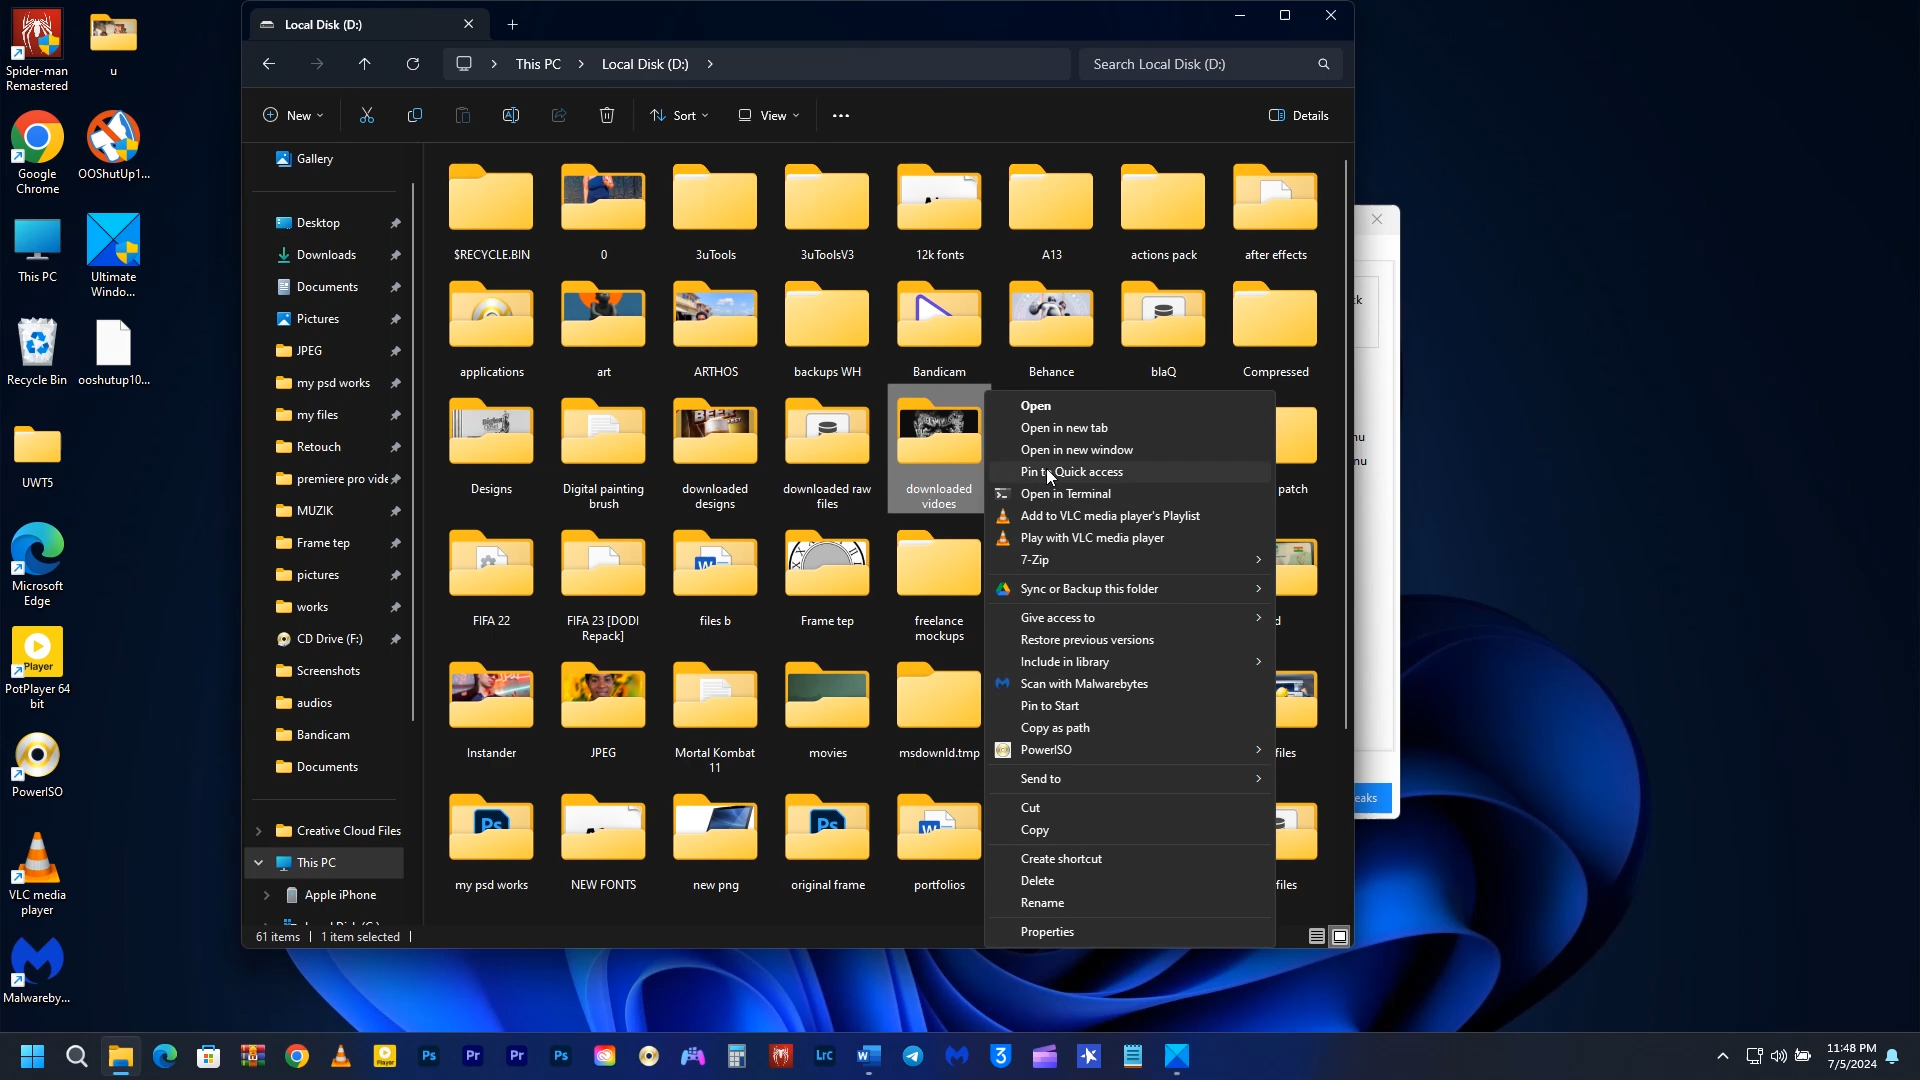 Spider-man
Remastered
u
Google
Chrome
OOShutUp1...
This PC
Ultimate
Windo...
Recycle Bin
ooshutup10...
UWT5
Microsoft
Edge
Player
PotPlayer 64
bit
PowerISO
VLC media
player
Malwareby...
Local Disk (D:)
This PC
Local Disk (D:)
Search Local Disk (D:)
New
Sort
View
Details
Gallery
Desktop
Downloads
Documents
Pictures
JPEG
my psd works
my files
Retouch
premiere pro vide
MUZIK
Frame tep
pictures
works
CD Drive (F:)
Screenshots
audios
Bandicam
Documents
Creative Cloud Files
This PC
Apple iPhone
$RECYCLE.BIN
0
3uTools
3uToolsV3
12k fonts
A13
actions pack
after effects
applications
art
ARTHOS
backups WH
Bandicam
Behance
blaQ
Compressed
Designs
Digital painting
brush
downloaded
designs
downloaded raw
files
downloaded
vidoes
patch
FIFA 22
FIFA 23 [DODI
Repack]
files b
Frame tep
freelance
mockups
d
Instander
JPEG
Mortal Kombat
11
movies
msdownld.tmp
files
my psd works
NEW FONTS
new png
original frame
portfolios
files
Open
Open in new tab
Open in new window
Pin to Quick access
Open in Terminal
Add to VLC media player's Playlist
Play with VLC media player
7-Zip
Sync or Backup this folder
Give access to
Restore previous versions
Include in library
Scan with Malwarebytes
Pin to Start
Copy as path
PowerISO
Send to
Cut
Copy
Create shortcut
Delete
Rename
Properties
ck
nu
nu
eaks
61 items
1 item selected
Ps
Pr
Pr
Ps
LrC
11:48 PM
7/5/2024